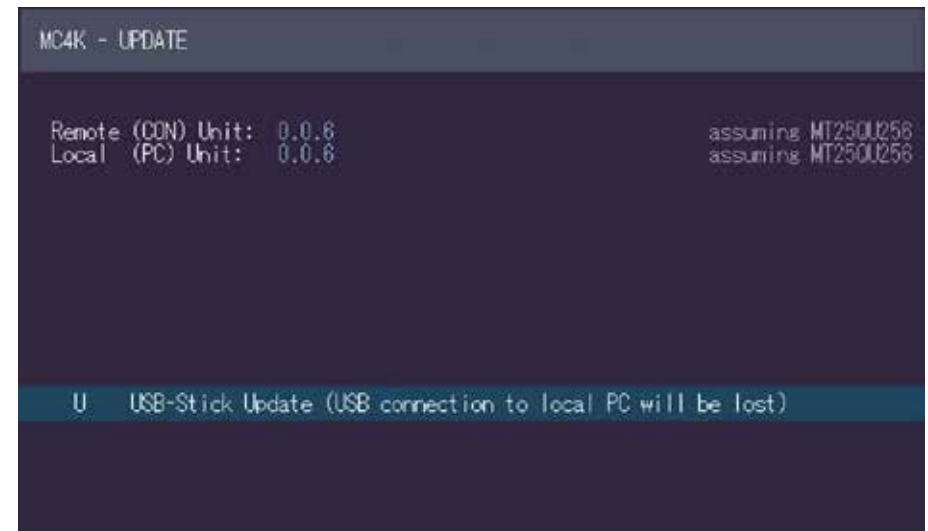 MC4K - UPDATE
Remote (CON) Unit: 0.0.6 assuming MT25QU256
Local (PC) Unit: 0.0.6 assuming MT25QU256
U USB-Stick Update (USB connection to local PC will be lost)